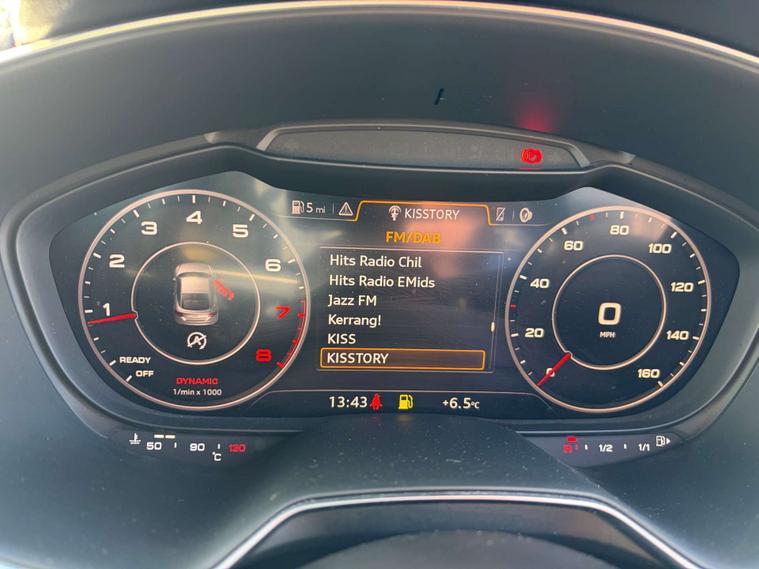 5 mi
KISSTORY
FM/DAB
Hits Radio Chil
Hits Radio EMids
Jazz FM
Kerrang!
KISS
KISSTORY
1
2
3
4
5
6
7
8
READY
OFF
DYNAMIC
1/min x 1000
0
20
40
60
80
100
120
140
160
0
MPH
13:43
+6.5°C
50
90
130
°C
R
1/2
1/1